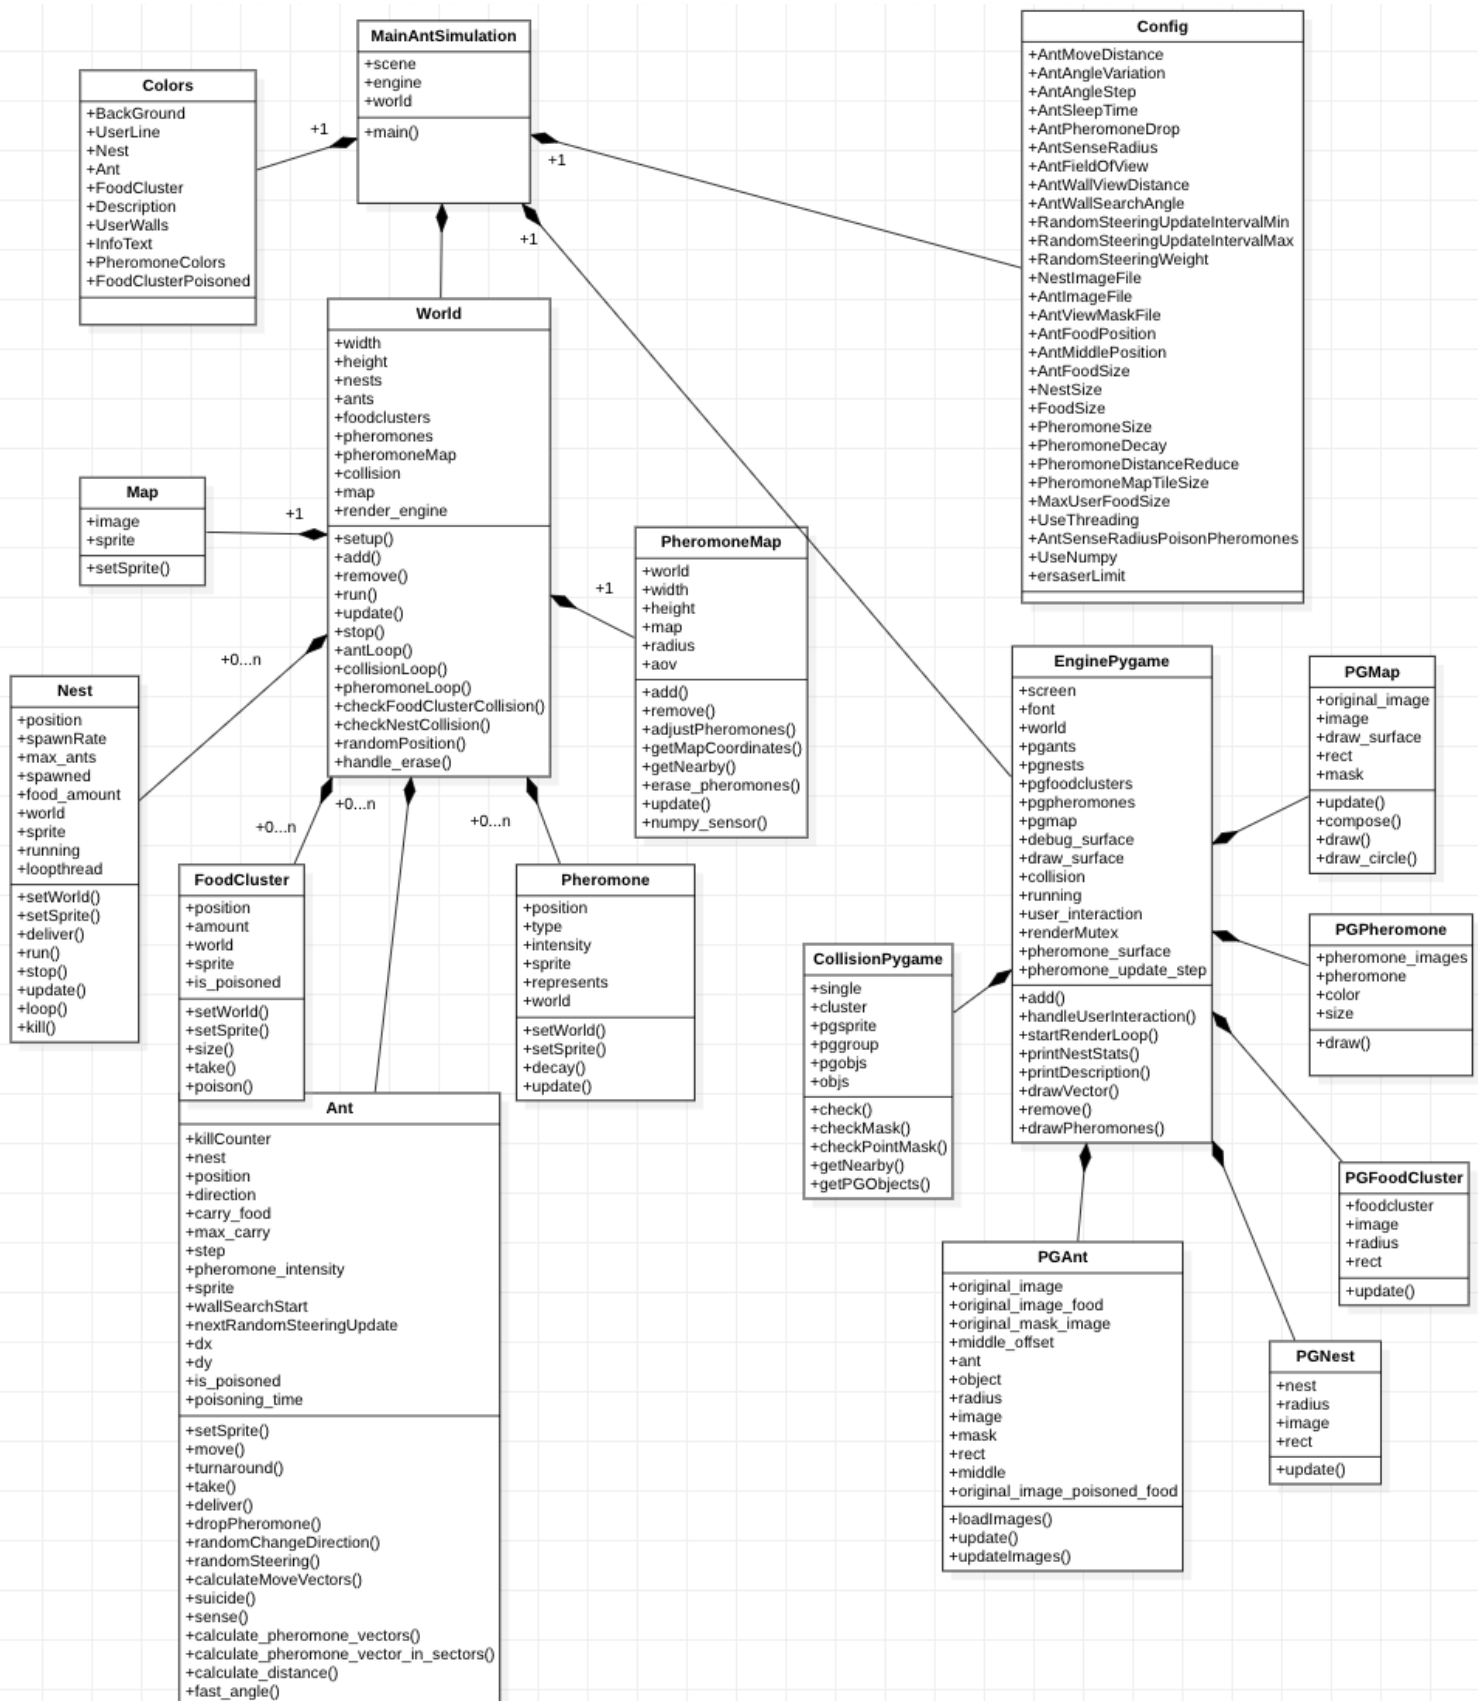 MainAntSimulation
+scene
+engine
+world
+main()
Colors
+BackGround
+UserLine
+Nest
+Ant
+FoodCluster
+Description
+UserWalls
+InfoText
+PheromoneColors
+FoodClusterPoisoned
+1
+1
+1
Config
+AntMoveDistance
+AntAngleVariation
+AntAngleStep
+AntSleepTime
+AntPheromoneDrop
+AntSenseRadius
+AntFieldOfView
+AntWallViewDistance
+AntWallSearchAngle
+RandomSteeringUpdateIntervalMin
+RandomSteeringUpdateIntervalMax
+RandomSteeringWeight
+NestImageFile
+AntImageFile
+AntViewMaskFile
+AntFoodPosition
+AntMiddlePosition
+AntFoodSize
+NestSize
+FoodSize
+PheromoneSize
+PheromoneDecay
+PheromoneDistanceReduce
+PheromoneMapTileSize
+MaxUserFoodSize
+UseThreading
+AntSenseRadiusPoisonPheromones
+UseNumpy
+ersaserLimit
World
+width
+height
+nests
+ants
+foodclusters
+pheromones
+pheromoneMap
+collision
+map
+render_engine
+setup()
+add()
+remove()
+run()
+update()
+stop()
+antLoop()
+collisionLoop()
+pheromoneLoop()
+checkFoodClusterCollision()
+checkNestCollision()
+randomPosition()
+handle_erase()
Map
+image
+sprite
+setSprite()
+1
PheromoneMap
+world
+width
+height
+map
+radius
+aov
+add()
+remove()
+adjustPheromones()
+getMapCoordinates()
+getNearby()
+erase_pheromones()
+update()
+numpy_sensor()
+1
+0...n
Nest
+position
+spawnRate
+max_ants
+spawned
+food_amount
+world
+sprite
+running
+loopthread
+setWorld()
+setSprite()
+deliver()
+run()
+stop()
+update()
+loop()
+kill()
+0...n
+0...n
+0...n
FoodCluster
+position
+amount
+world
+sprite
+is_poisoned
+setWorld()
+setSprite()
+size()
+take()
+poison()
Pheromone
+position
+type
+intensity
+sprite
+represents
+world
+setWorld()
+setSprite()
+decay()
+update()
Ant
+killCounter
+nest
+position
+direction
+carry_food
+max_carry
+step
+pheromone_intensity
+sprite
+wallSearchStart
+nextRandomSteeringUpdate
+dx
+dy
+is_poisoned
+poisoning_time
+setSprite()
+move()
+turnaround()
+take()
+deliver()
+dropPheromone()
+randomChangeDirection()
+randomSteering()
+calculateMoveVectors()
+suicide()
+sense()
+calculate_pheromone_vectors()
+calculate_pheromone_vector_in_sectors()
+calculate_distance()
+fast_angle()
EnginePygame
+screen
+font
+world
+pgants
+pgnests
+pgfoodclusters
+pgpheromones
+pgmap
+debug_surface
+draw_surface
+collision
+running
+user_interaction
+renderMutex
+pheromone_surface
+pheromone_update_step
+add()
+handleUserInteraction()
+startRenderLoop()
+printNestStats()
+printDescription()
+drawVector()
+remove()
+drawPheromones()
PGMap
+original_image
+image
+draw_surface
+rect
+mask
+update()
+compose()
+draw()
+draw_circle()
PGPheromone
+pheromone_images
+pheromone
+color
+size
+draw()
CollisionPygame
+single
+cluster
+pgsprite
+pggroup
+pgobjs
+objs
+check()
+checkMask()
+checkPointMask()
+getNearby()
+getPGObjects()
PGFoodCluster
+foodcluster
+image
+radius
+rect
+update()
PGAnt
+original_image
+original_image_food
+original_mask_image
+middle_offset
+ant
+object
+radius
+image
+mask
+rect
+middle
+original_image_poisoned_food
+loadImages()
+update()
+updateImages()
PGNest
+nest
+radius
+image
+rect
+update()